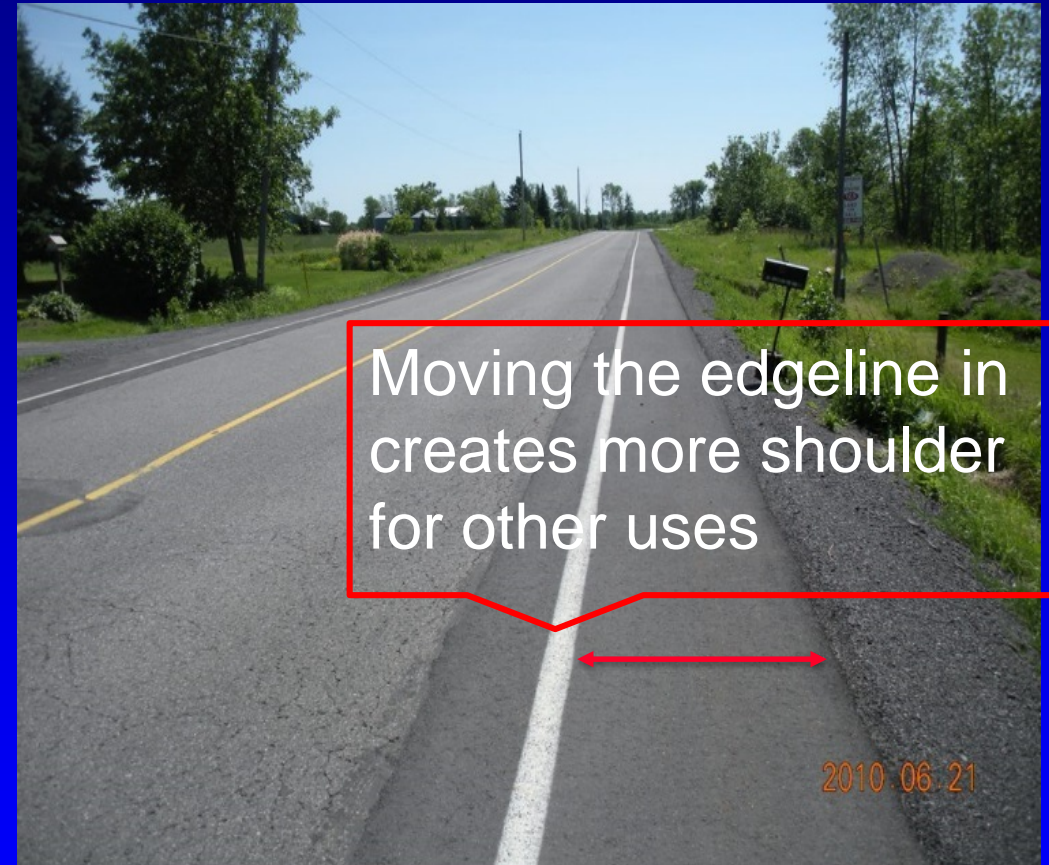 Moving the edgeline in
creates more shoulder
for other uses
2010.06.21